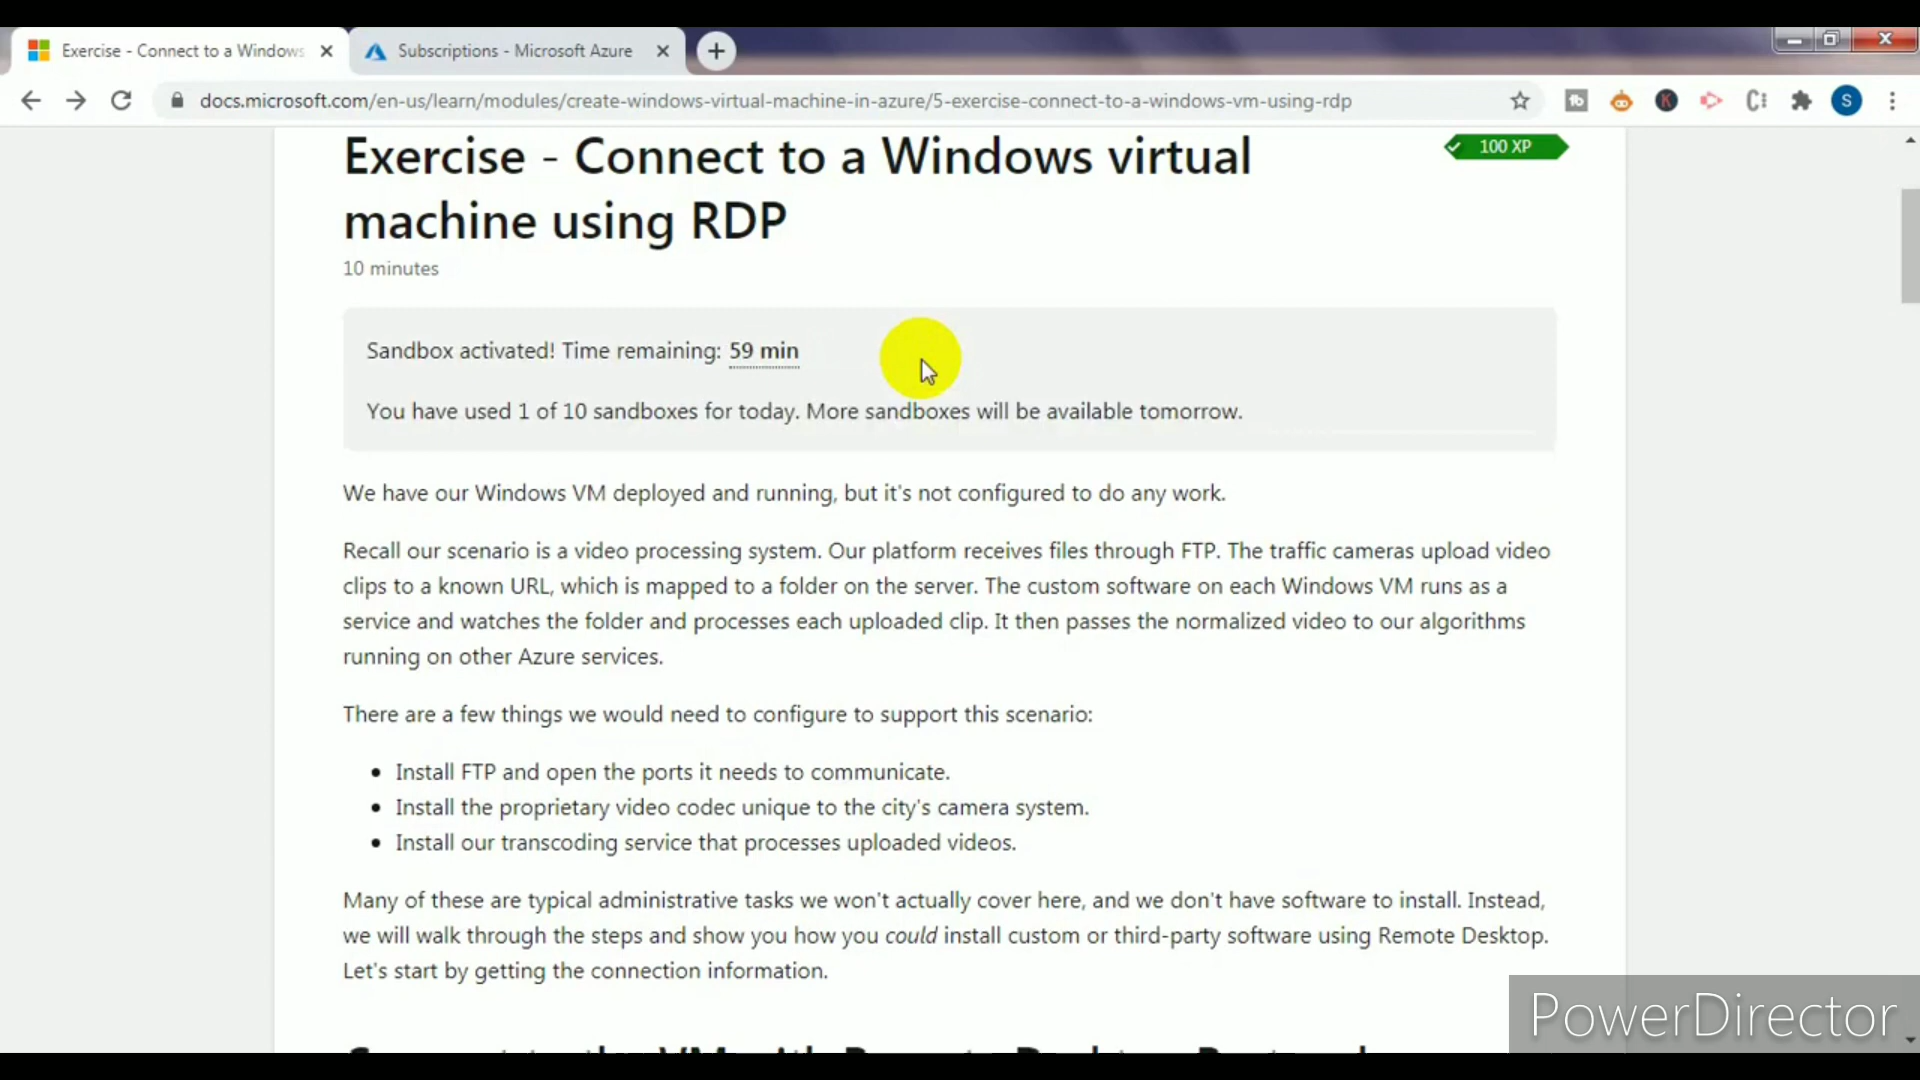 Exercise - Connect to a Windows
Subscriptions - Microsoft Azure
docs.microsoft.com/en-us/learn/modules/create-windows-virtual-machine-in-azure/5-exercise-connect-to-a-windows-vm-using-rdp
S
Exercise - Connect to a Windows virtual
machine using RDP
100 XP
10 minutes
Sandbox activated! Time remaining: 59 min
You have used 1 of 10 sandboxes for today. More sandboxes will be available tomorrow.
We have our Windows VM deployed and running, but it's not configured to do any work.
Recall our scenario is a video processing system. Our platform receives files through FTP. The traffic cameras upload video
clips to a known URL, which is mapped to a folder on the server. The custom software on each Windows VM runs as a
service and watches the folder and processes each uploaded clip. It then passes the normalized video to our algorithms
running on other Azure services.
There are a few things we would need to configure to support this scenario:
• Install FTP and open the ports it needs to communicate.
• Install the proprietary video codec unique to the city's camera system.
• Install our transcoding service that processes uploaded videos.
Many of these are typical administrative tasks we won't actually cover here, and we don't have software to install. Instead,
we will walk through the steps and show you how you could install custom or third-party software using Remote Desktop.
Let's start by getting the connection information.
PowerDirector